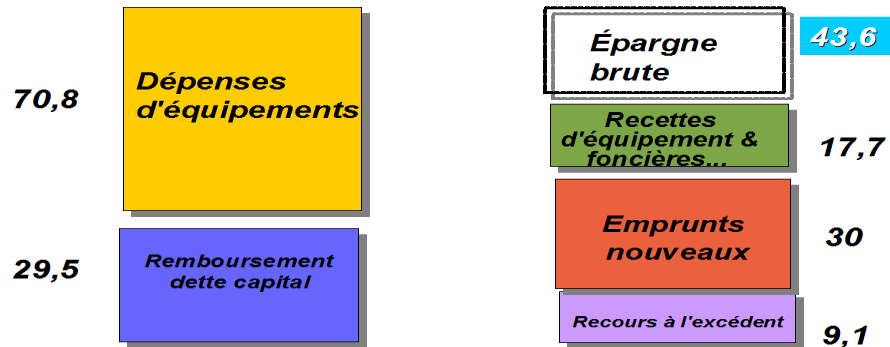 70,8
Dépenses
d'équipements
29,5
Remboursement
dette capital
Épargne
brute
43,6
Recettes
d'équipement &
foncières...
17,7
Emprunts
nouveaux
30
Recours à l'excédent
9,1